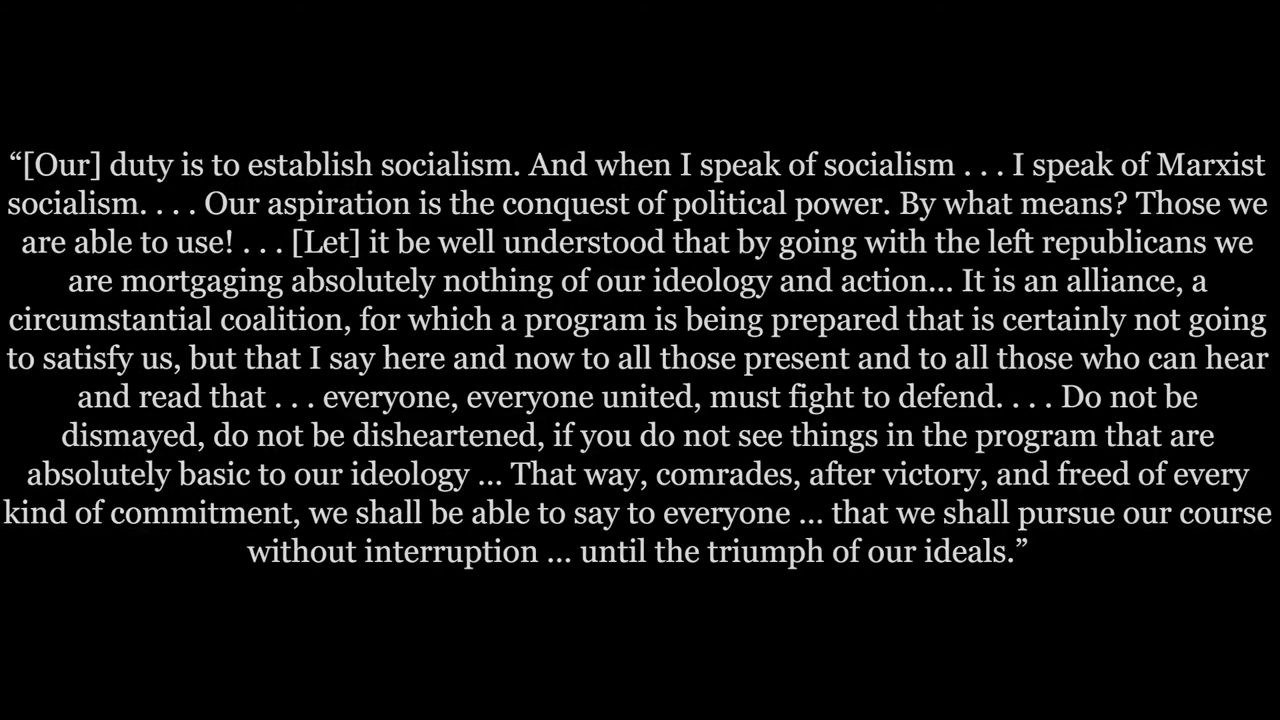 “[Our] duty is to establish socialism. And when I speak of socialism . . . I speak of Marxist
socialism. . . . Our aspiration is the conquest of political power. By what means? Those we
are able to use! . . . [Let] it be well understood that by going with the left republicans we
are mortgaging absolutely nothing of our ideology and action... It is an alliance, a
circumstantial coalition, for which a program is being prepared that is certainly not going
to satisfy us, but that I say here and now to all those present and to all those who can hear
and read that . . . everyone, everyone united, must fight to defend. . . . Do not be
dismayed, do not be disheartened, if you do not see things in the program that are
absolutely basic to our ideology ... That way, comrades, after victory, and freed of every
kind of commitment, we shall be able to say to everyone ... that we shall pursue our course
without interruption ... until the triumph of our ideals.”